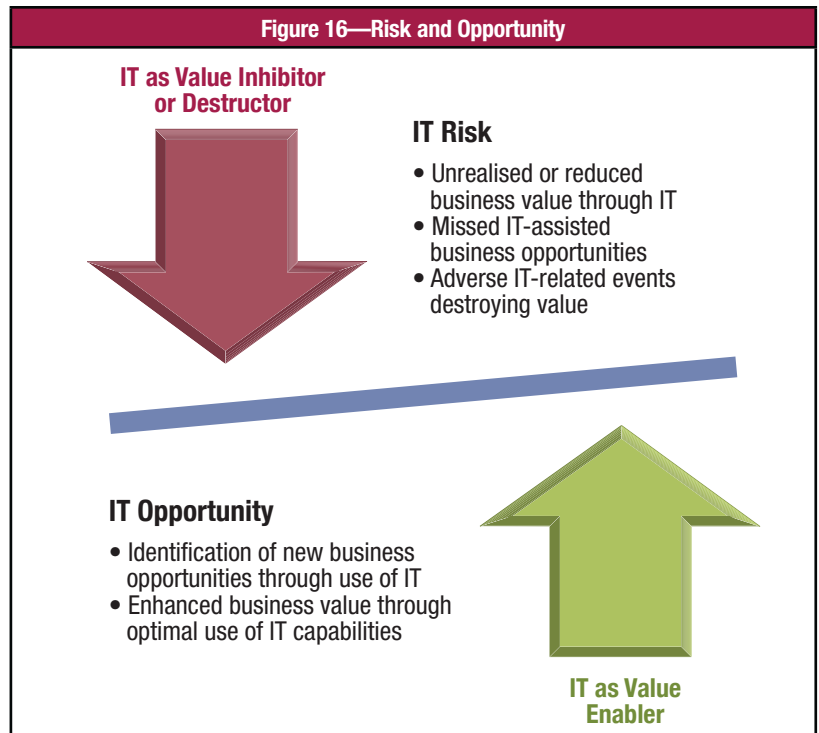 Figure 16—Risk and Opportunity
IT as Value Inhibitor
or Destructor
IT Risk
• Unrealised or reduced
business value through IT
• Missed IT-assisted
business opportunities
• Adverse IT-related events
destroying value
IT Opportunity
• Identification of new business
opportunities through use of IT
• Enhanced business value through
optimal use of IT capabilities
IT as Value
Enabler